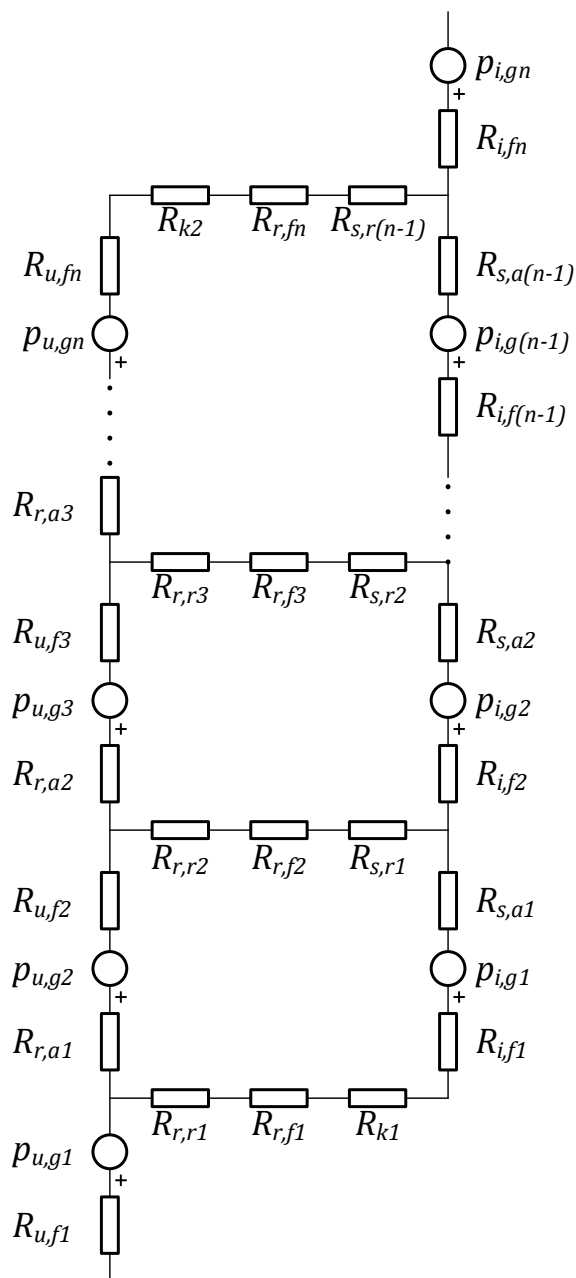 p_{i,gn}
+
R_{i,fn}
R_{k2} R_{r,fn} R_{s,r(n-1)}
R_{u,fn} R_{s,a(n-1)}
p_{u,gn} p_{i,g(n-1)}
+ +
R_{i,f(n-1)}
R_{r,a3}
R_{r,r3} R_{r,f3} R_{s,r2}
R_{u,f3} R_{s,a2}
p_{u,g3} p_{i,g2}
+ +
R_{r,a2} R_{i,f2}
R_{r,r2} R_{r,f2} R_{s,r1}
R_{u,f2} R_{s,a1}
p_{u,g2} p_{i,g1}
+ +
R_{r,a1} R_{i,f1}
R_{r,r1} R_{r,f1} R_{k1}
p_{u,g1}
+
R_{u,f1}